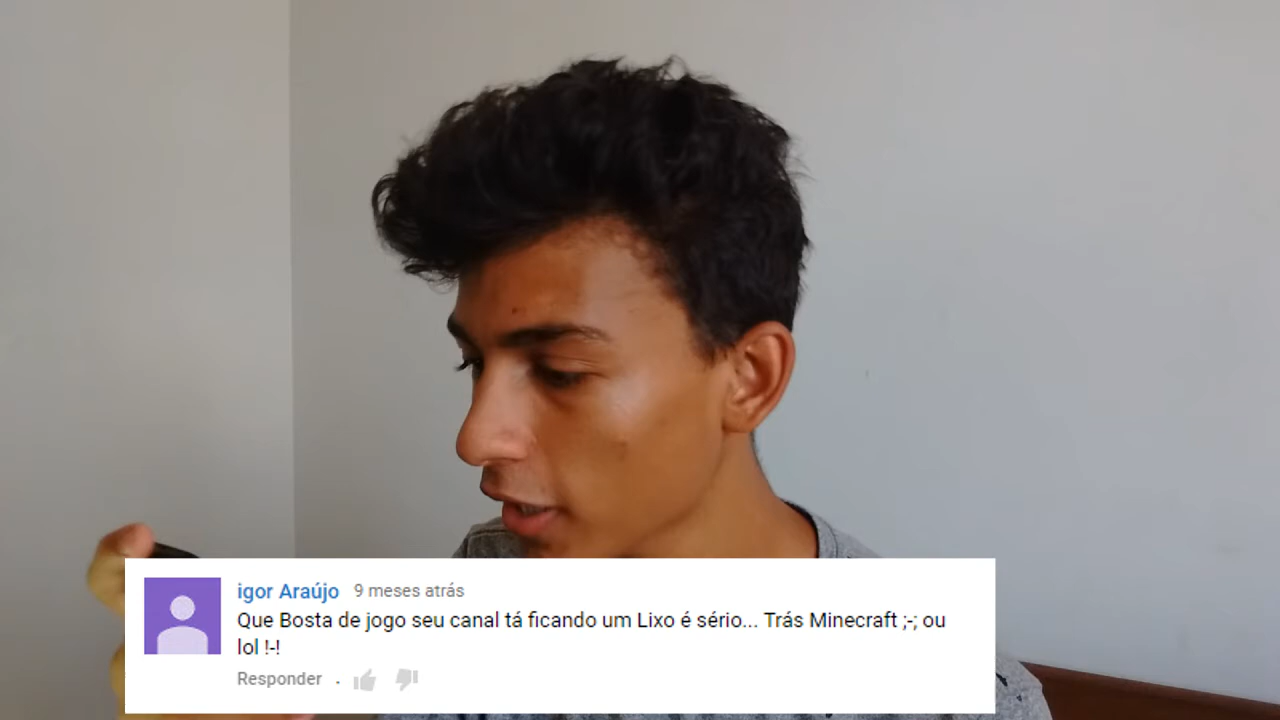 igor Araújo 9 meses atrás
Que Bosta de jogo seu canal tá ficando um Lixo é sério... Trás Minecraft ;-; ou
lol !-!
Responder .